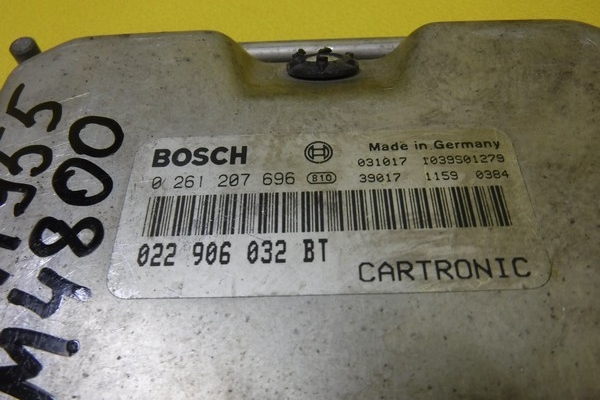 BOSCH Made in Germany
031017 I039S01279
0 261 207 696 810 39017 1159 0384
022 906 032 BT
CARTRONIC
M4800